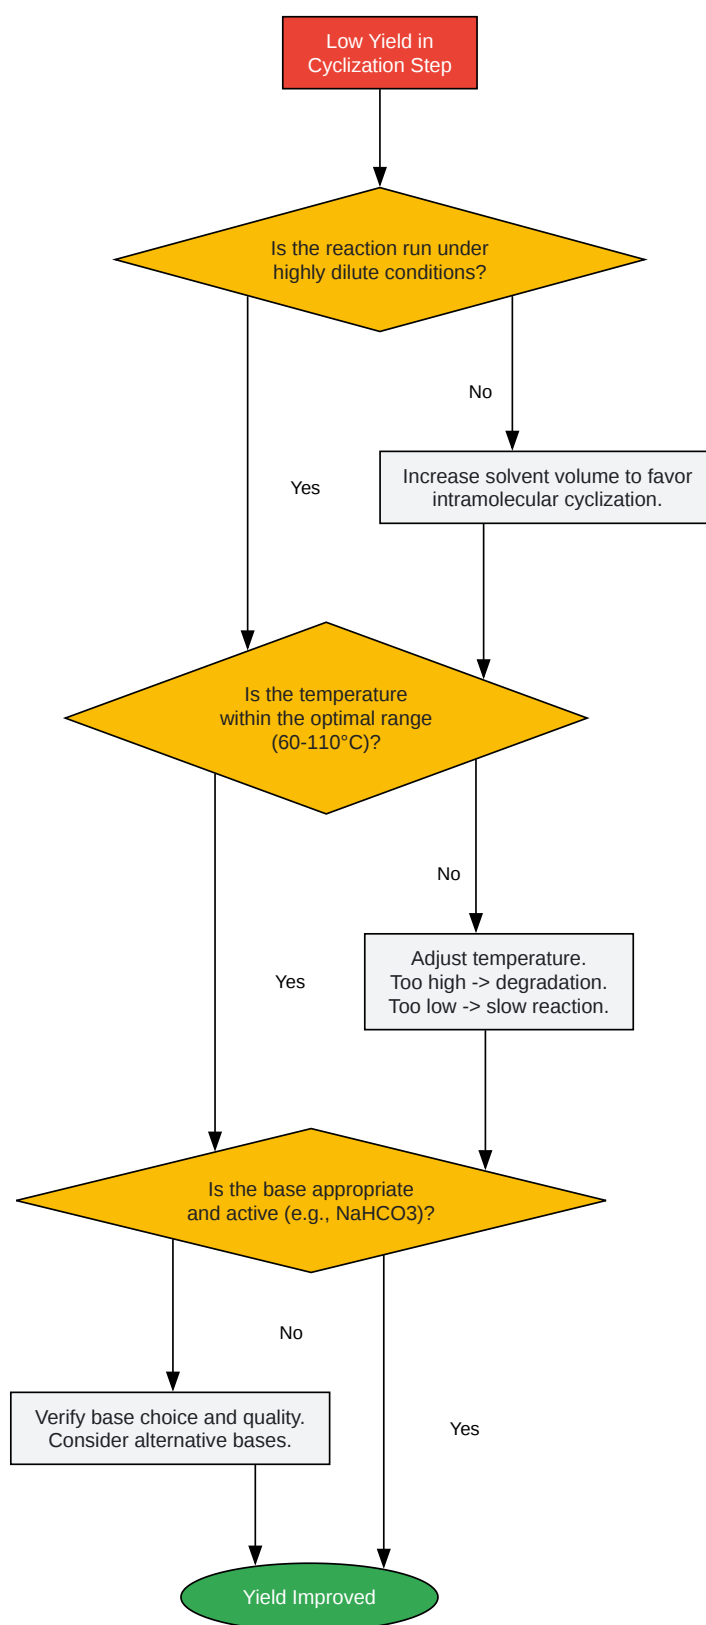 Low Yield in
Cyclization Step
Is the reaction run under
highly dilute conditions?
No
Increase solvent volume to favor
intramolecular cyclization.
Yes
Is the temperature
within the optimal range
(60-110°C)?
No
Adjust temperature.
Too high -> degradation.
Too low -> slow reaction.
Yes
Is the base appropriate
and active (e.g., NaHCO3)?
No
Verify base choice and quality.
Consider alternative bases.
Yes
Yield Improved